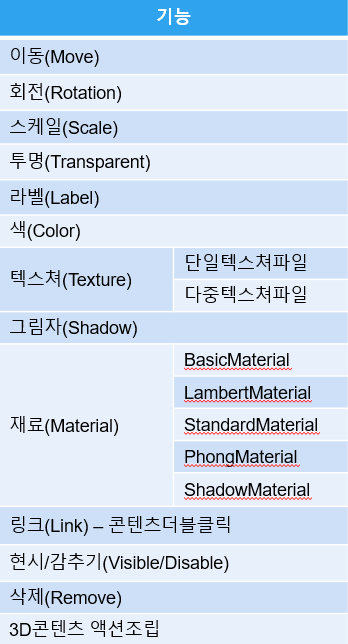 기능
이동(Move)
회전(Rotation)
스케일(Scale)
투명(Transparent)
라벨(Label)
색(Color)
텍스쳐(Texture)
단일텍스쳐파일
다중텍스쳐파일
그림자(Shadow)
재료(Material)
BasicMaterial
LambertMaterial
StandardMaterial
PhongMaterial
ShadowMaterial
링크(Link) – 콘텐츠더블클릭
현시/감추기(Visible/Disable)
삭제(Remove)
3D콘텐츠 액션조립